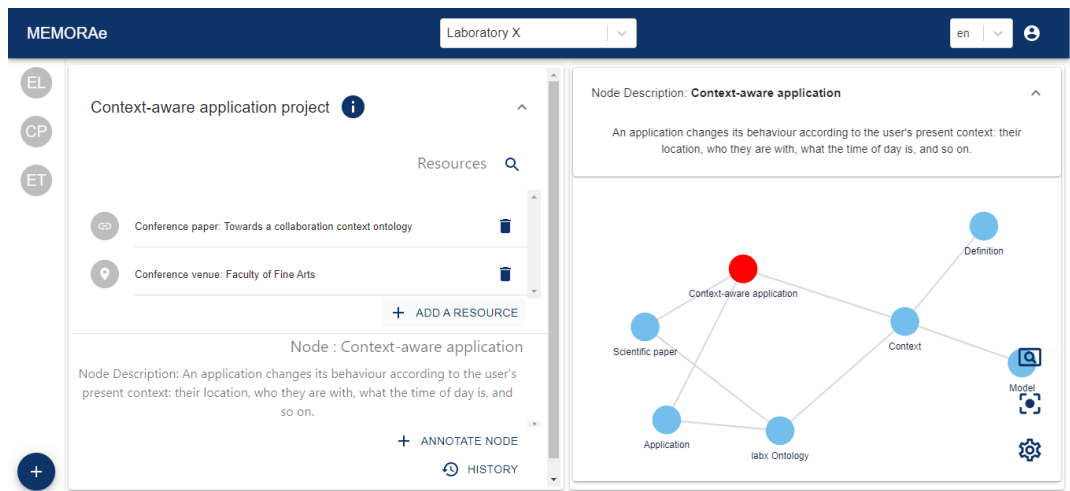 MEMORAe
Laboratory X
en
EL
CP
ET
Context-aware application project
i
Resources
Conference paper: Towards a collaboration context ontology
Conference venue: Faculty of Fine Arts
+ ADD A RESOURCE
Node : Context-aware application
Node Description: An application changes its behaviour according to the user's
present context: their location, who they are with, what the time of day is, and
so on.
+ ANNOTATE NODE
HISTORY
+
Node Description: Context-aware application
An application changes its behaviour according to the user's present context: their
location, who they are with, what the time of day is, and so on.
Definition
Context-aware application
Scientific paper
Context
Model
Application
labx Ontology